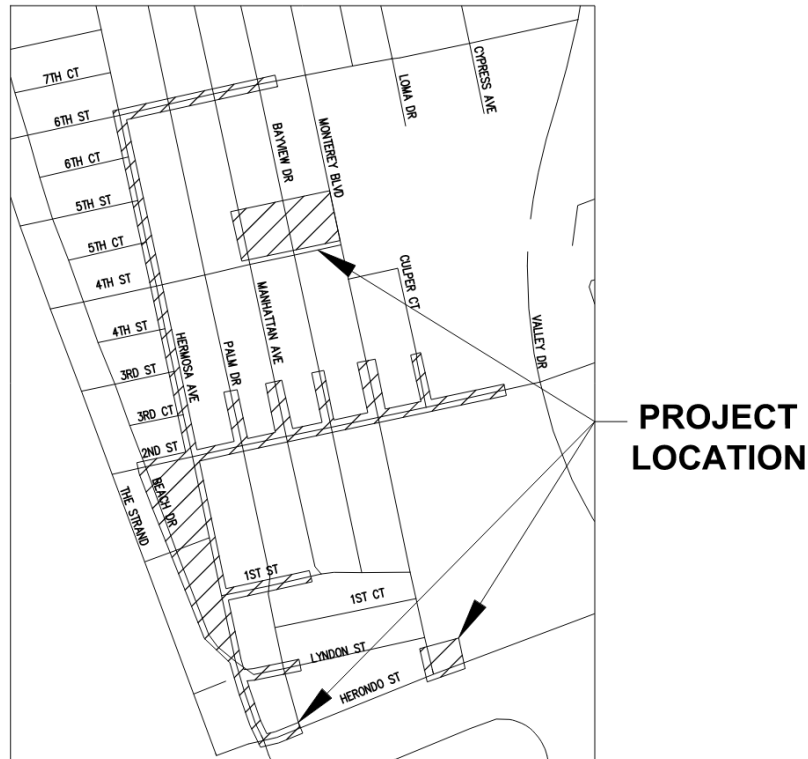 7TH CT
6TH ST
6TH CT
5TH ST
5TH CT
4TH ST
4TH ST
3RD ST
3RD CT
2ND ST
THE STRAND
BEACH DR
HERMOSA AVE
PALM DR
MANHATTAN AVE
BAYVIEW DR
MONTEREY BLVD
LOMA DR
CYPRESS AVE
CULPER CT
VALLEY DR
1ST ST
1ST CT
LYNDON ST
HERONDO ST
PROJECT
LOCATION